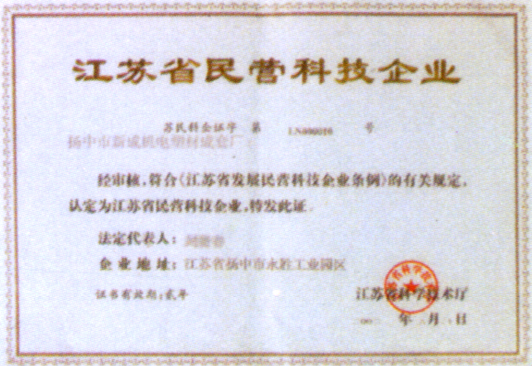 江苏省民营科技企业
苏民科企证字 第 号
扬中市新成机电塑材成套厂:
经审核,符合《江苏省发展民营科技企业条例》的有关规定,
认定为江苏省民营科技企业,特发此证。
法定代表人:
企业地址: 江苏省扬中市永胜工业园区
证书有效期:贰年
江苏省科学技术厅
年 月 日